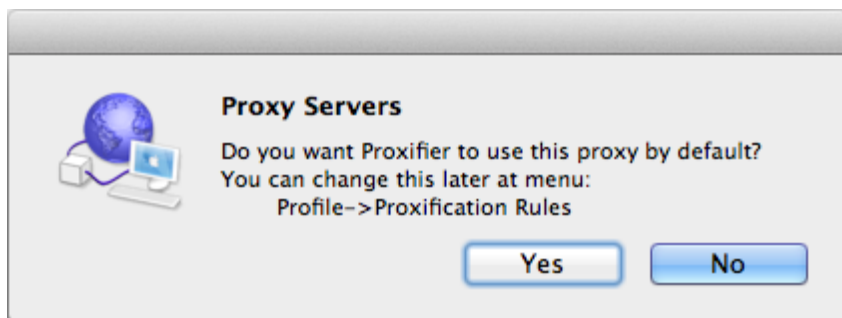 Proxy Servers
Do you want Proxifier to use this proxy by default?
You can change this later at menu:
Profile->Proxification Rules
Yes No